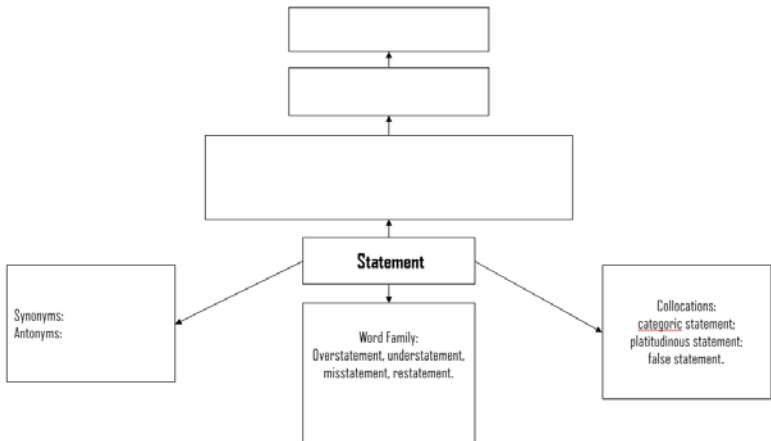 Statement
Synonyms:
Antonyms:
Word Family:
Overstatement, understatement,
misstatement, restatement.
Collocations:
categoric statement;
platitudinous statement;
false statement.